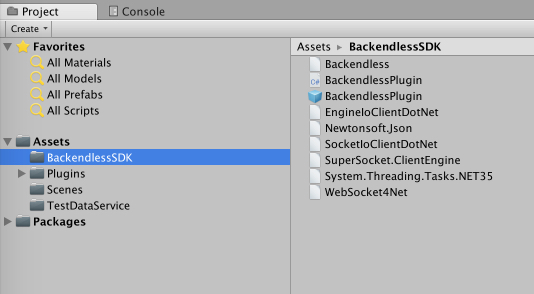 Project
Console
Create
Favorites
All Materials
All Models
All Prefabs
All Scripts
Assets
BackendlessSDK
Plugins
Scenes
TestDataService
Packages
Assets BackendlessSDK
Backendless
C# BackendlessPlugin
BackendlessPlugin
EngineIoClientDotNet
Newtonsoft.Json
SocketIoClientDotNet
SuperSocket.ClientEngine
System.Threading.Tasks.NET35
WebSocket4Net